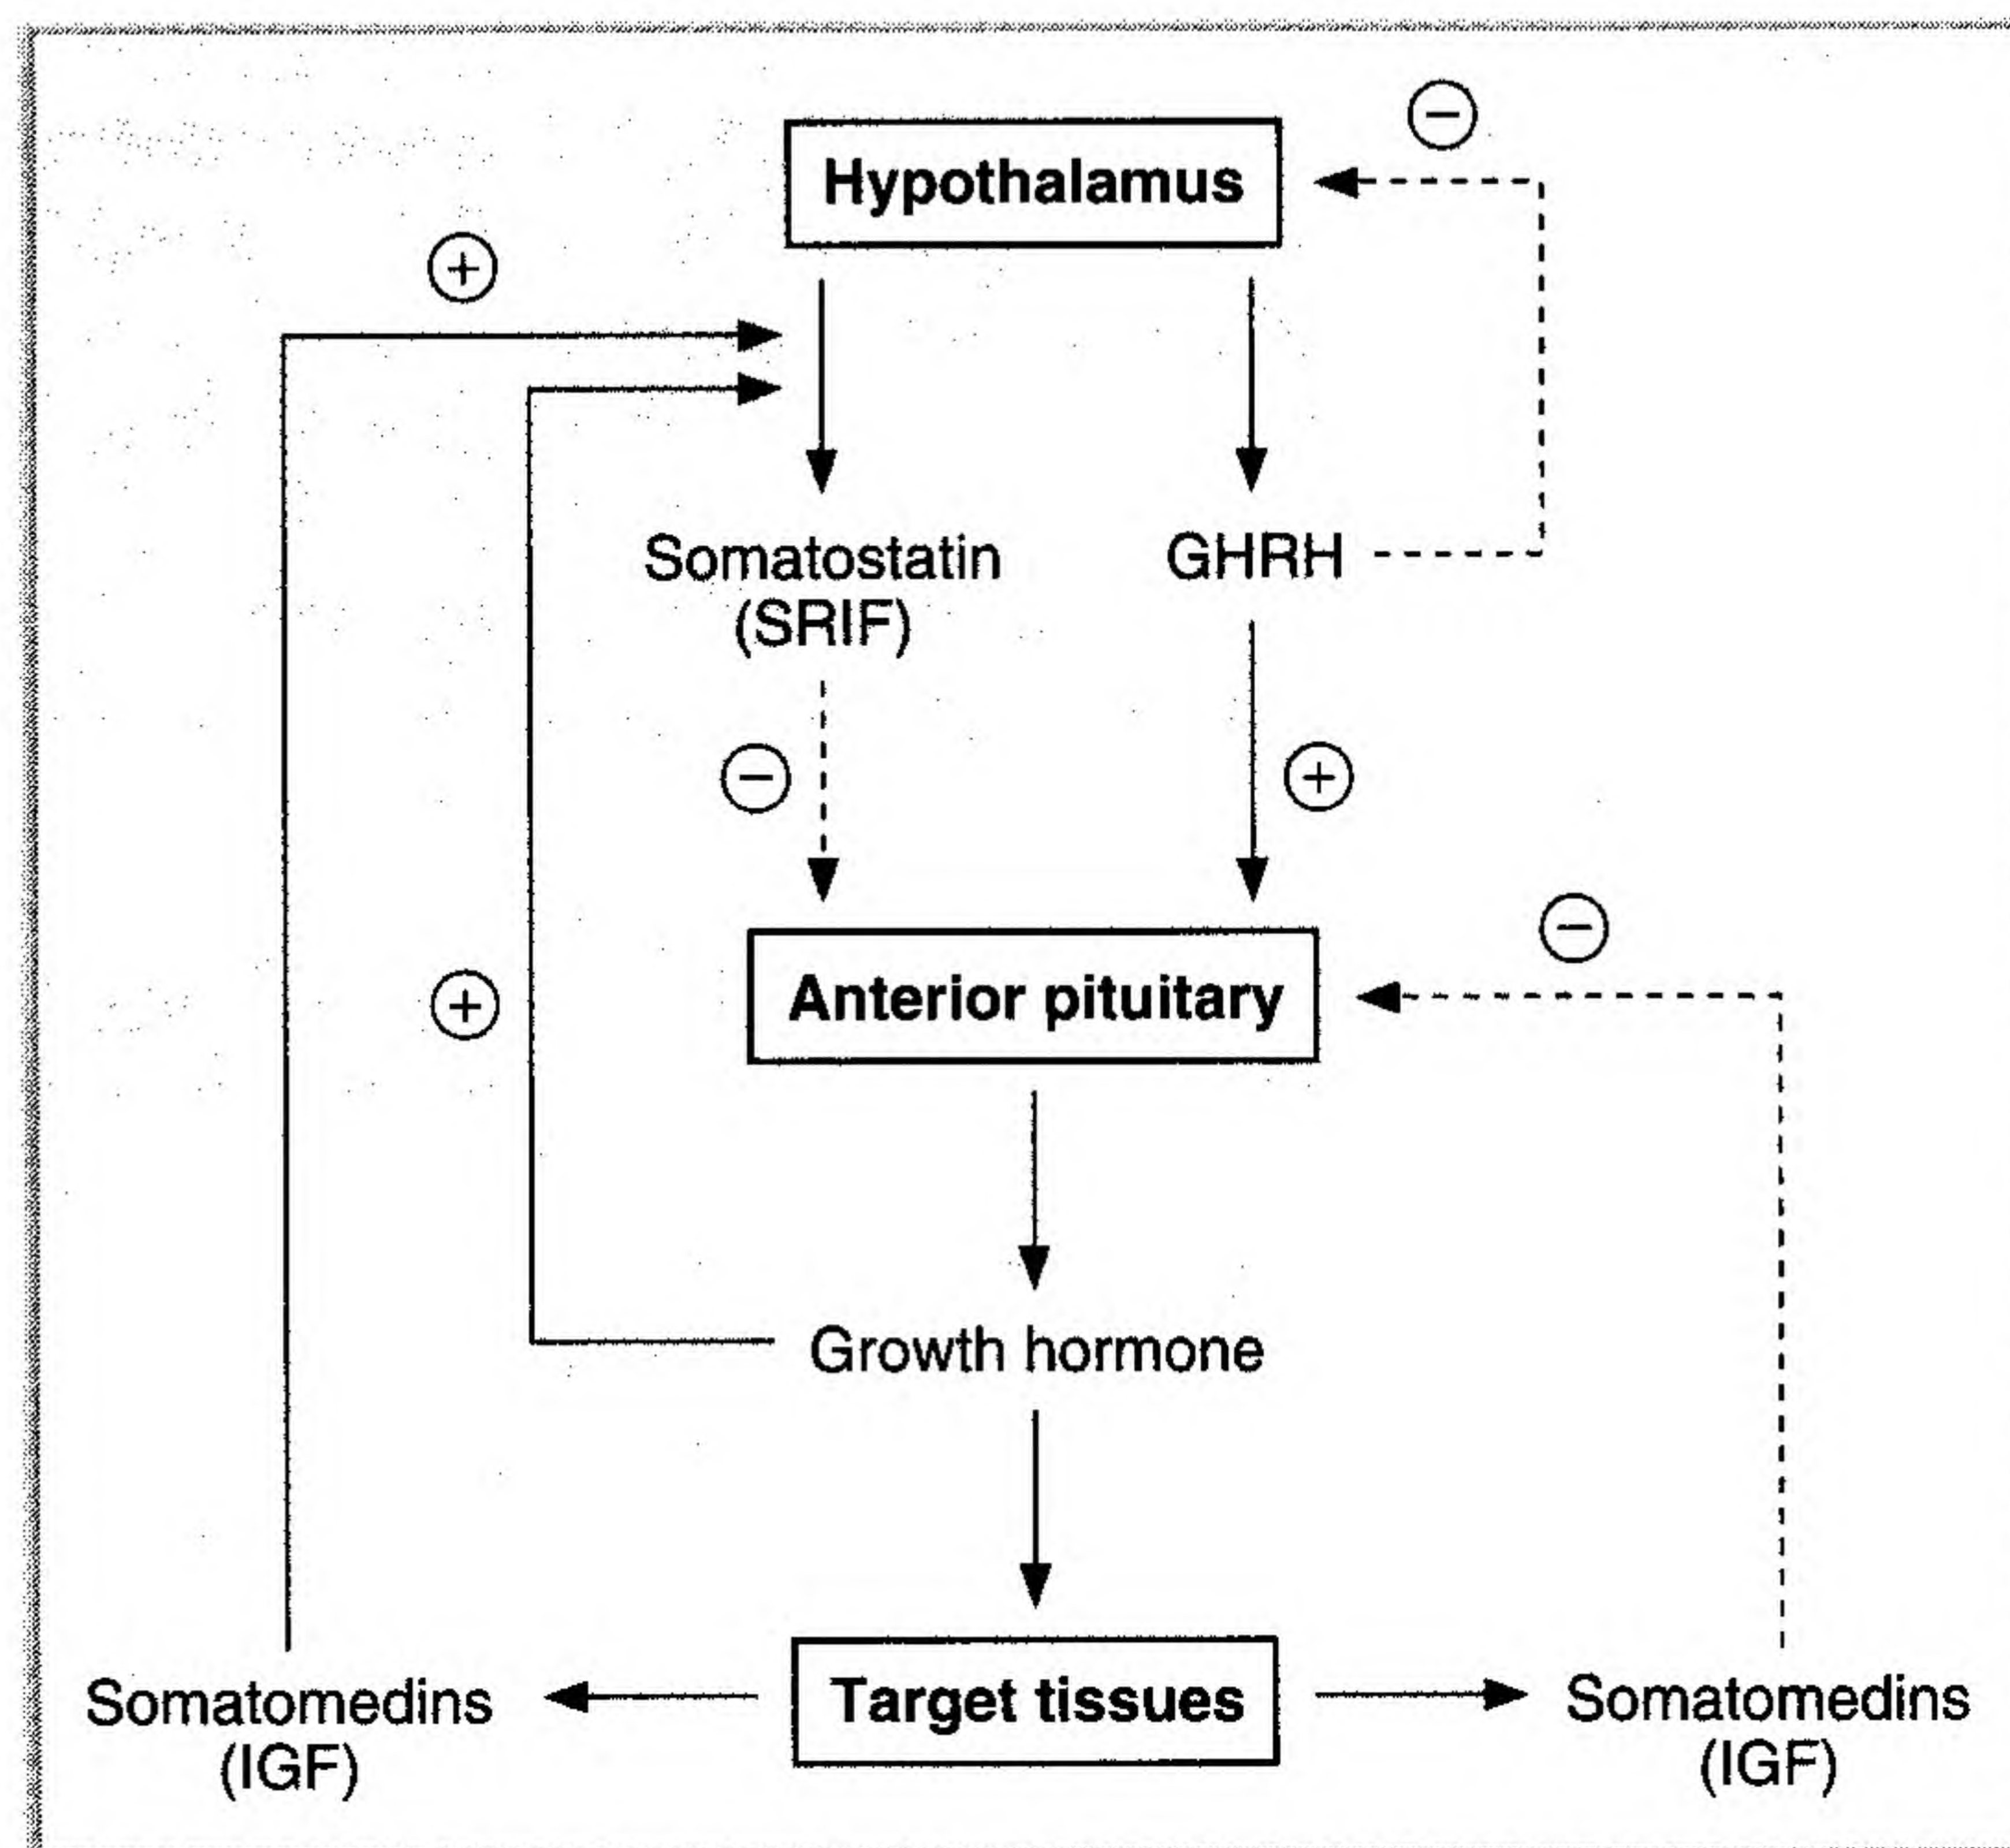 −
Hypothalamus
+
Somatostatin
(SRIF)
GHRH
−
+
−
Anterior pituitary
+
Growth hormone
Somatomedins
(IGF)
Target tissues
Somatomedins
(IGF)